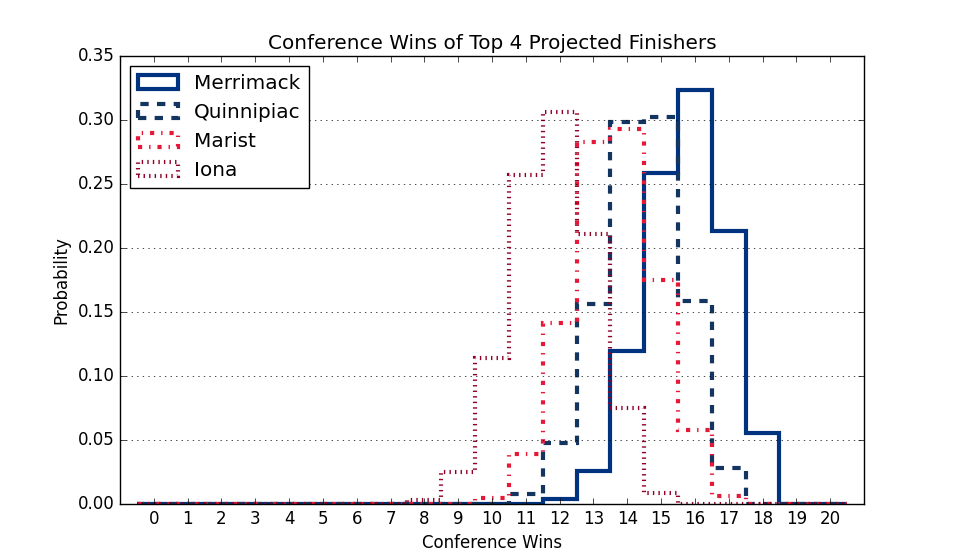 Conference Wins of Top 4 Projected Finishers
0.35
0.30
0.25
0.20
0.15
0.10
0.05
0.00
Probability
Merrimack
Quinnipiac
Marist
Iona
0 1 2 3 4 5 6 7 8 9 10 11 12 13 14 15 16 17 18 19 20
Conference Wins